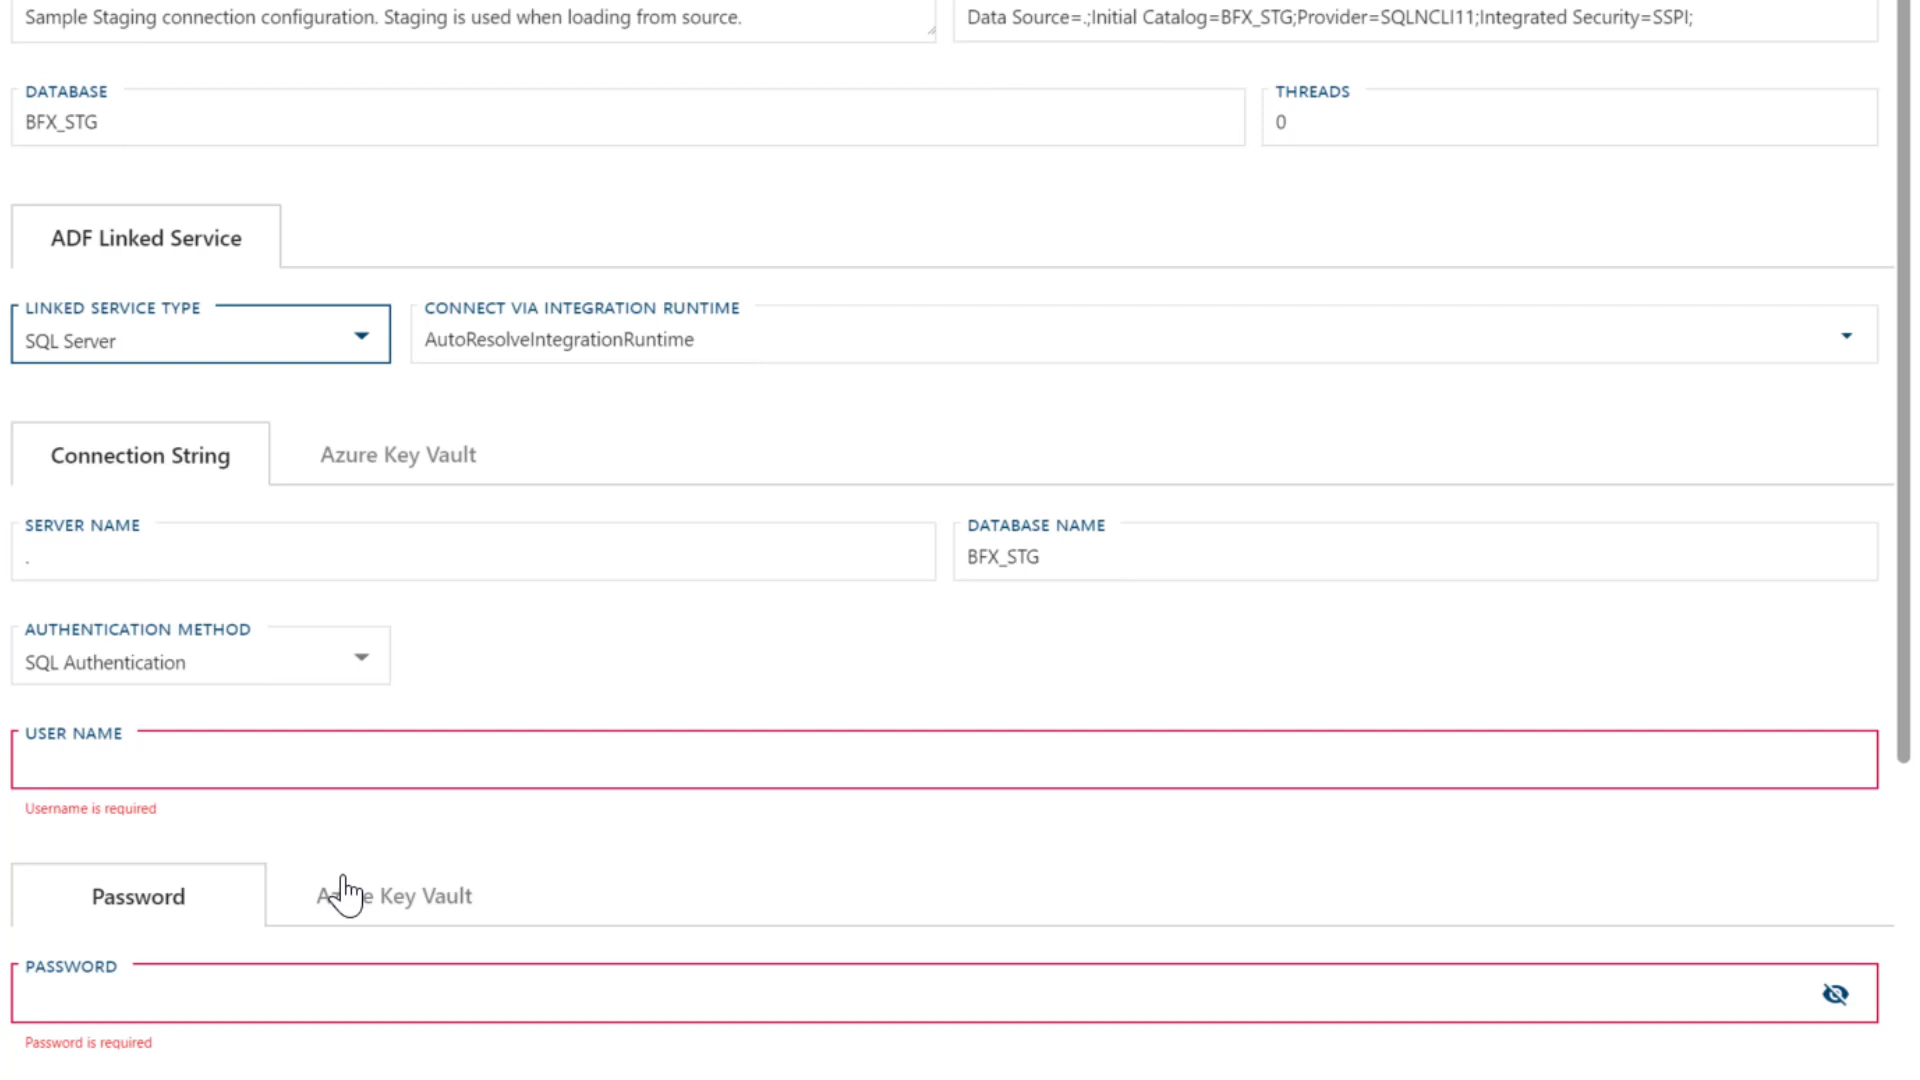 Sample Staging connection configuration. Staging is used when loading from source.
Data Source=.;Initial Catalog=BFX_STG;Provider=SQLNCLI11;Integrated Security=SSPI;
DATABASE
BFX_STG
THREADS
0
ADF Linked Service
LINKED SERVICE TYPE
SQL Server
CONNECT VIA INTEGRATION RUNTIME
AutoResolveIntegrationRuntime
Connection String
Azure Key Vault
SERVER NAME
.
DATABASE NAME
BFX_STG
AUTHENTICATION METHOD
SQL Authentication
USER NAME
Username is required
Password
Azure Key Vault
PASSWORD
Password is required